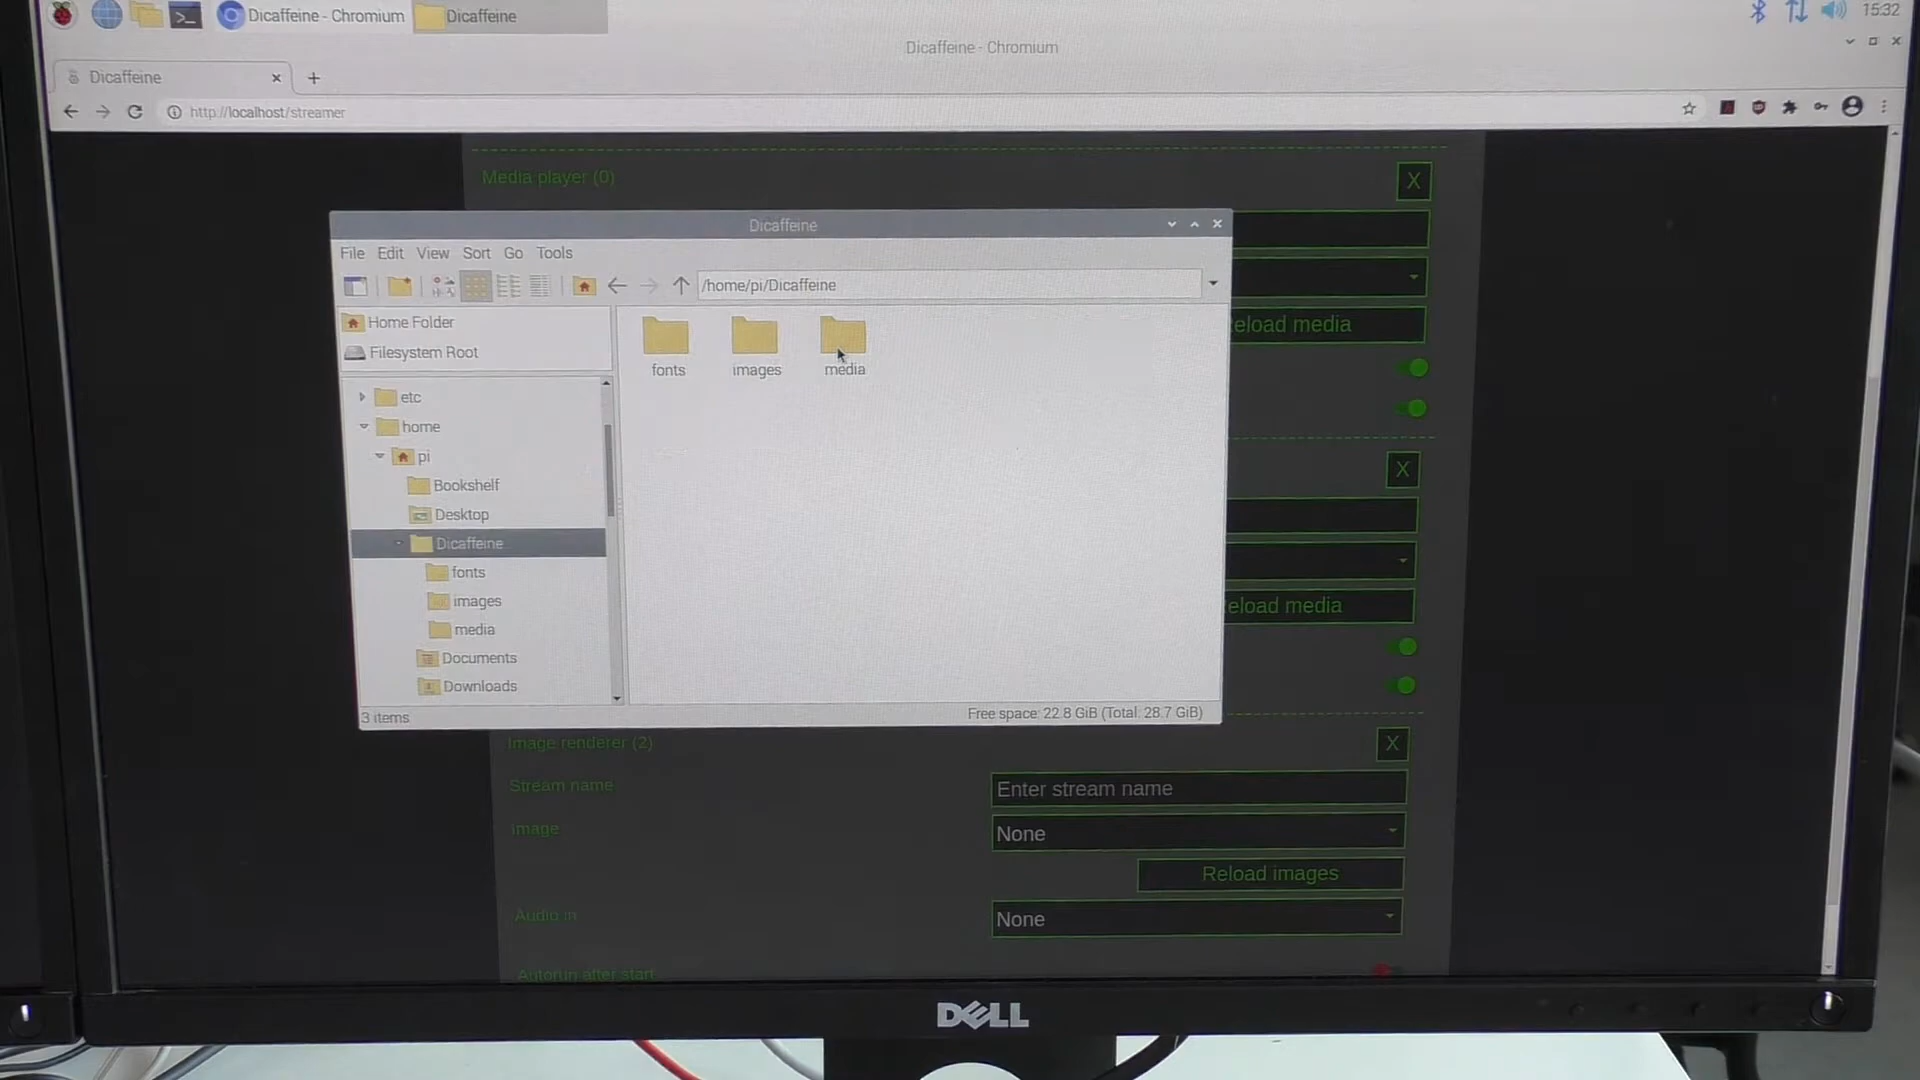 Dicaffeine - Chromium
Dicaffeine
15:32
Dicaffeine - Chromium
Dicaffeine
http://localhost/streamer
Media player (0)
X
Dicaffeine
File Edit View Sort Go Tools
/home/pi/Dicaffeine
Home Folder
Filesystem Root
etc
home
pi
Bookshelf
Desktop
Dicaffeine
fonts
images
media
Documents
Downloads
fonts
images
media
3 items
Free space: 22.8 GiB (Total: 28.7 GiB)
eload media
X
eload media
Image renderer (2)
X
Stream name
Enter stream name
Image
None
Reload images
Audio in
None
Autorun after start
DELL